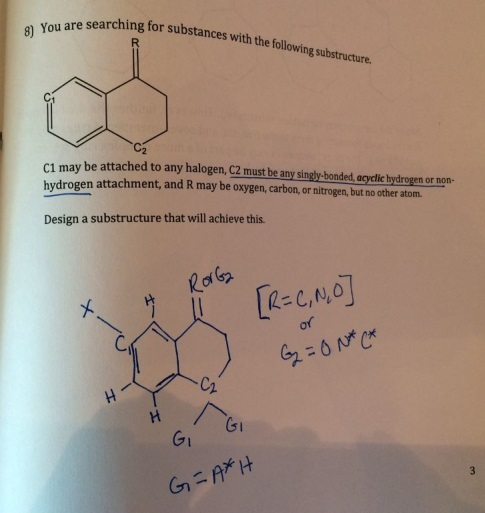 8) You are searching for substances with the following substructure.
R
C1
C2
C1 may be attached to any halogen, C2 must be any singly-bonded, acyclic hydrogen or non-
hydrogen attachment, and R may be oxygen, carbon, or nitrogen, but no other atom.
Design a substructure that will achieve this.
R or G2
[R=C,N,O]
or
G2 = O N* C*
X
H
C1
H
H
C2
G1
G1
G1 = A* H
3